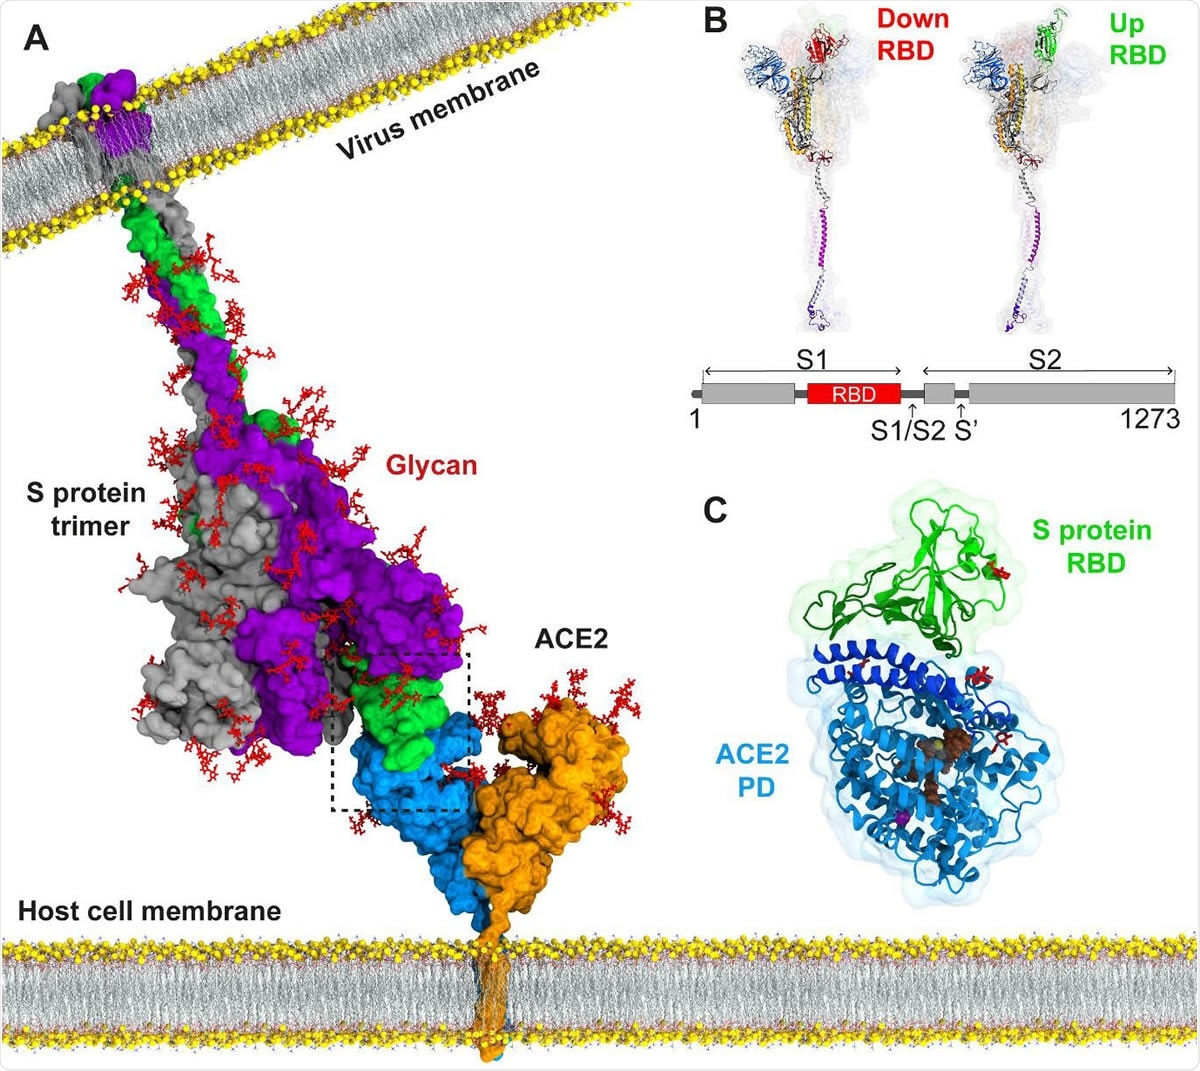 A
Virus membrane
S protein
trimer
Glycan
ACE2
Host cell membrane
B
Down
RBD
Up
RBD
S1
S2
RBD
1
S1/S2
S'
1273
C
S protein
RBD
ACE2
PD